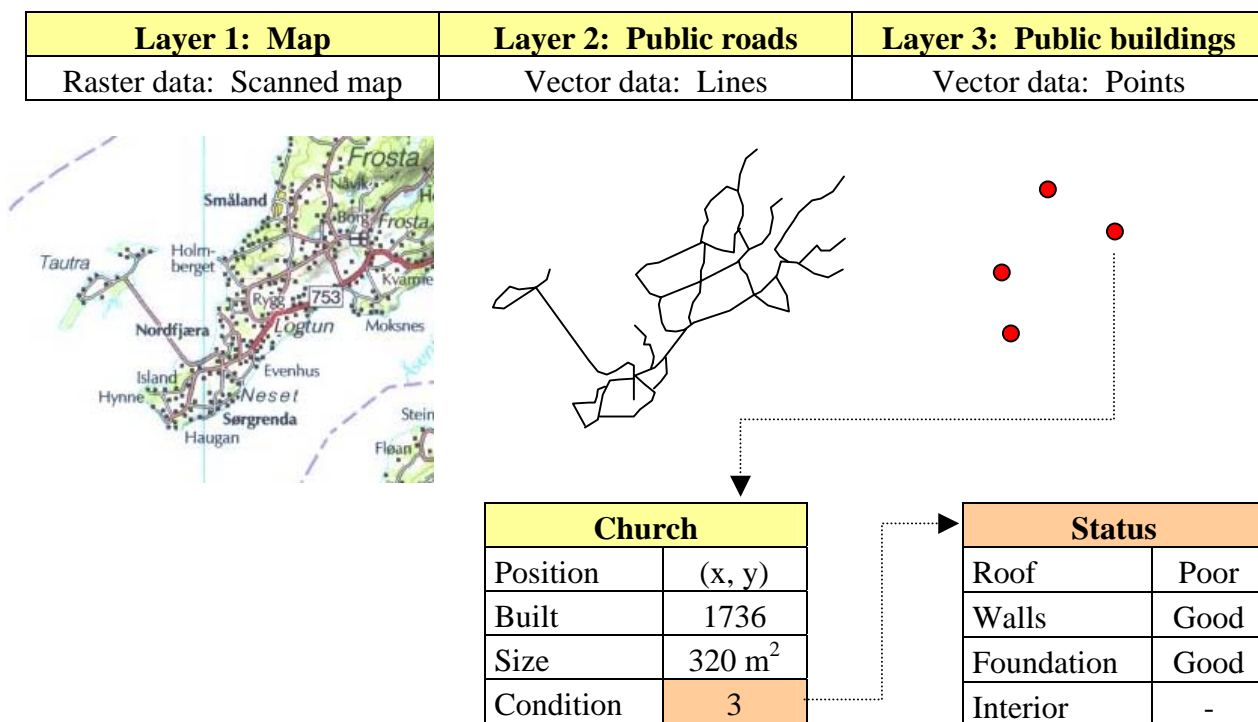 Layer 1: Map
Layer 2: Public roads
Layer 3: Public buildings
Raster data: Scanned map
Vector data: Lines
Vector data: Points
Frosta
Nåvik
Småland
Borg
Frosta
Holm-
berget
Tautra
Kvamme
Rygg
753
Logtun
Moksnes
Nordfjæra
Evenhus
Island
Hynne
Neset
Sørgrenda
Haugan
Stein
Fløan
Church
Position (x, y)
Built 1736
Size 320 m²
Condition 3
Status
Roof Poor
Walls Good
Foundation Good
Interior -